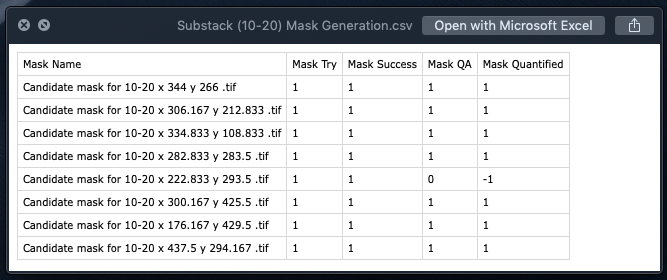 Substack (10-20) Mask Generation.csv Open with Microsoft Excel
Mask Name Mask Try Mask Success Mask QA Mask Quantified
Candidate mask for 10-20 x 344 y 266 .tif 1 1 1 1
Candidate mask for 10-20 x 306.167 y 212.833 .tif 1 1 1 1
Candidate mask for 10-20 x 334.833 y 108.833 .tif 1 1 1 1
Candidate mask for 10-20 x 282.833 y 283.5 .tif 1 1 1 1
Candidate mask for 10-20 x 222.833 y 293.5 .tif 1 1 0 -1
Candidate mask for 10-20 x 300.167 y 425.5 .tif 1 1 1 1
Candidate mask for 10-20 x 176.167 y 429.5 .tif 1 1 1 1
Candidate mask for 10-20 x 437.5 y 294.167 .tif 1 1 1 1